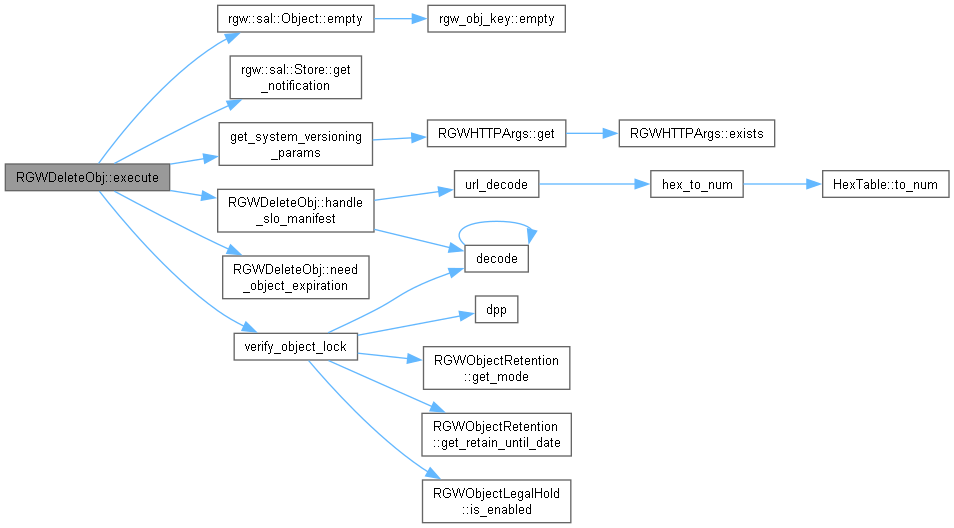 RGWDeleteObj::execute
rgw::sal::Object::empty
rgw_obj_key::empty
rgw::sal::Store::get
_notification
get_system_versioning
_params
RGWHTTPArgs::get
RGWHTTPArgs::exists
RGWDeleteObj::handle
_slo_manifest
url_decode
hex_to_num
HexTable::to_num
decode
RGWDeleteObj::need
_object_expiration
verify_object_lock
dpp
RGWObjectRetention
::get_mode
RGWObjectRetention
::get_retain_until_date
RGWObjectLegalHold
::is_enabled